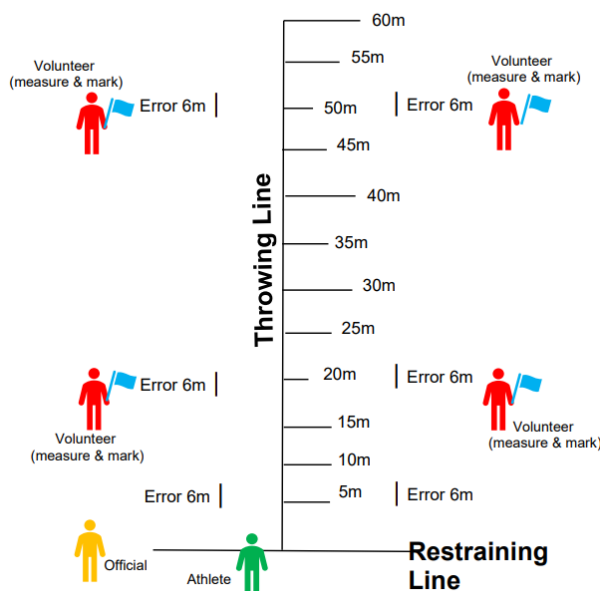 60m
55m
Volunteer
(measure & mark)
Volunteer
(measure & mark)
Error 6m
50m
Error 6m
45m
40m
Throwing Line
35m
30m
25m
Error 6m
20m
Error 6m
Volunteer
(measure & mark)
15m
Volunteer
(measure & mark)
10m
Error 6m
5m
Error 6m
Official
Athlete
Restraining
Line